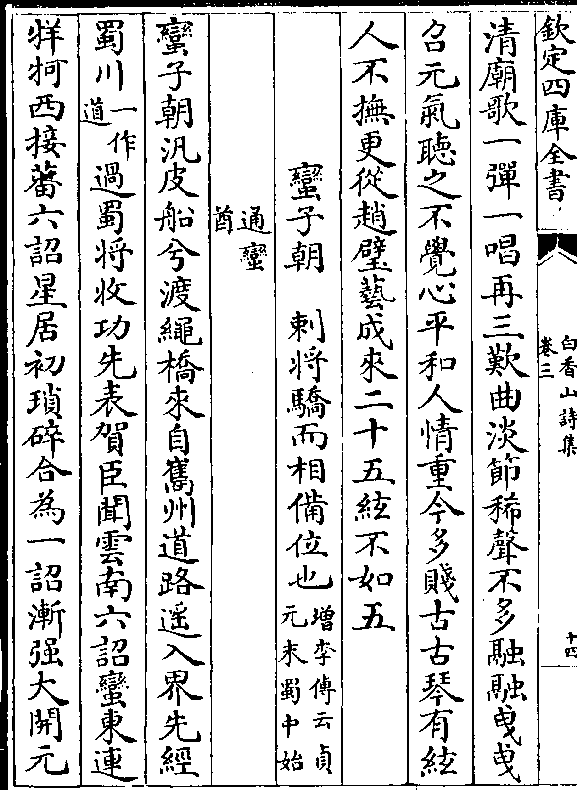 欽定四庫全書
白香山詩集
卷三
十四
清廟歌一彈一唱再三歎曲淡節稀聲不多融融曳曳
召元氣聽之不覺心平和人情重今多賤古古琴有絃
人不撫更從趙璧藝成來二十五絃不如五
蠻子朝　刺將驕而相備位也增李傳云貞元末蜀中始
通蠻酋
蠻子朝汎皮船兮渡繩橋來自巂州道路遥入界先經
蜀川一作道過蜀將收功先表賀臣聞雲南六詔蠻東連
牂牁西接蕃六詔星居初瑣碎合為一詔漸强大開元